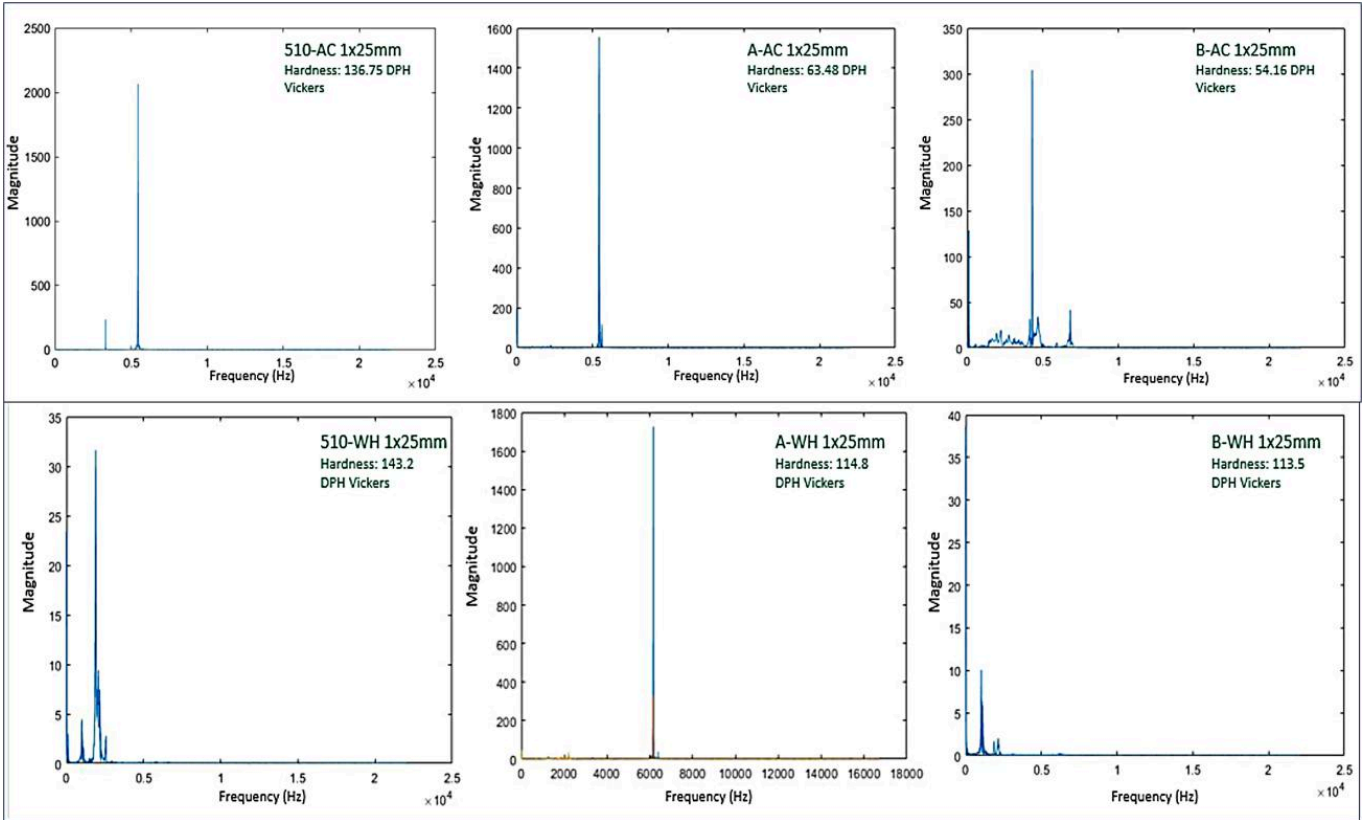 2500
2000
1500
1000
500
0
Magnitude
510-AC 1x25mm
Hardness: 136.75 DPH
Vickers
0 0.5 1 1.5 2 2.5
Frequency (Hz)
×10⁴
1600
1400
1200
1000
800
600
400
200
0
Magnitude
A-AC 1x25mm
Hardness: 63.48 DPH
Vickers
0 0.5 1 1.5 2 2.5
Frequency (Hz)
×10⁴
350
300
250
200
150
100
50
0
Magnitude
B-AC 1x25mm
Hardness: 54.16 DPH
Vickers
0 0.5 1 1.5 2 2.5
Frequency (Hz)
×10⁴
35
30
25
20
15
10
5
0
Magnitude
510-WH 1x25mm
Hardness: 143.2
DPH Vickers
0 0.5 1 1.5 2 2.5
Frequency (Hz)
×10⁴
1800
1600
1400
1200
1000
800
600
400
200
0
Magnitude
A-WH 1x25mm
Hardness: 114.8
DPH Vickers
0 2000 4000 6000 8000 10000 12000 14000 16000 18000
Frequency (Hz)
40
35
30
25
20
15
10
5
0
Magnitude
B-WH 1x25mm
Hardness: 113.5
DPH Vickers
0 0.5 1 1.5 2 2.5
Frequency (Hz)
×10⁴